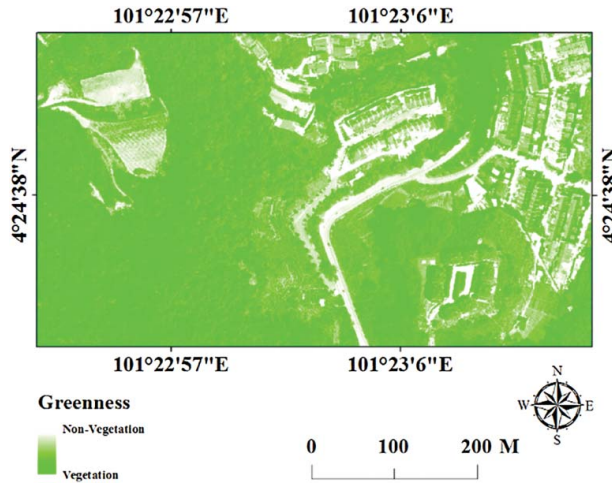 101°22'57"E 101°23'6"E
4°24'38"N 4°24'38"N
101°22'57"E 101°23'6"E
Greenness
Non-Vegetation
Vegetation
N
W E
S
0 100 200 M